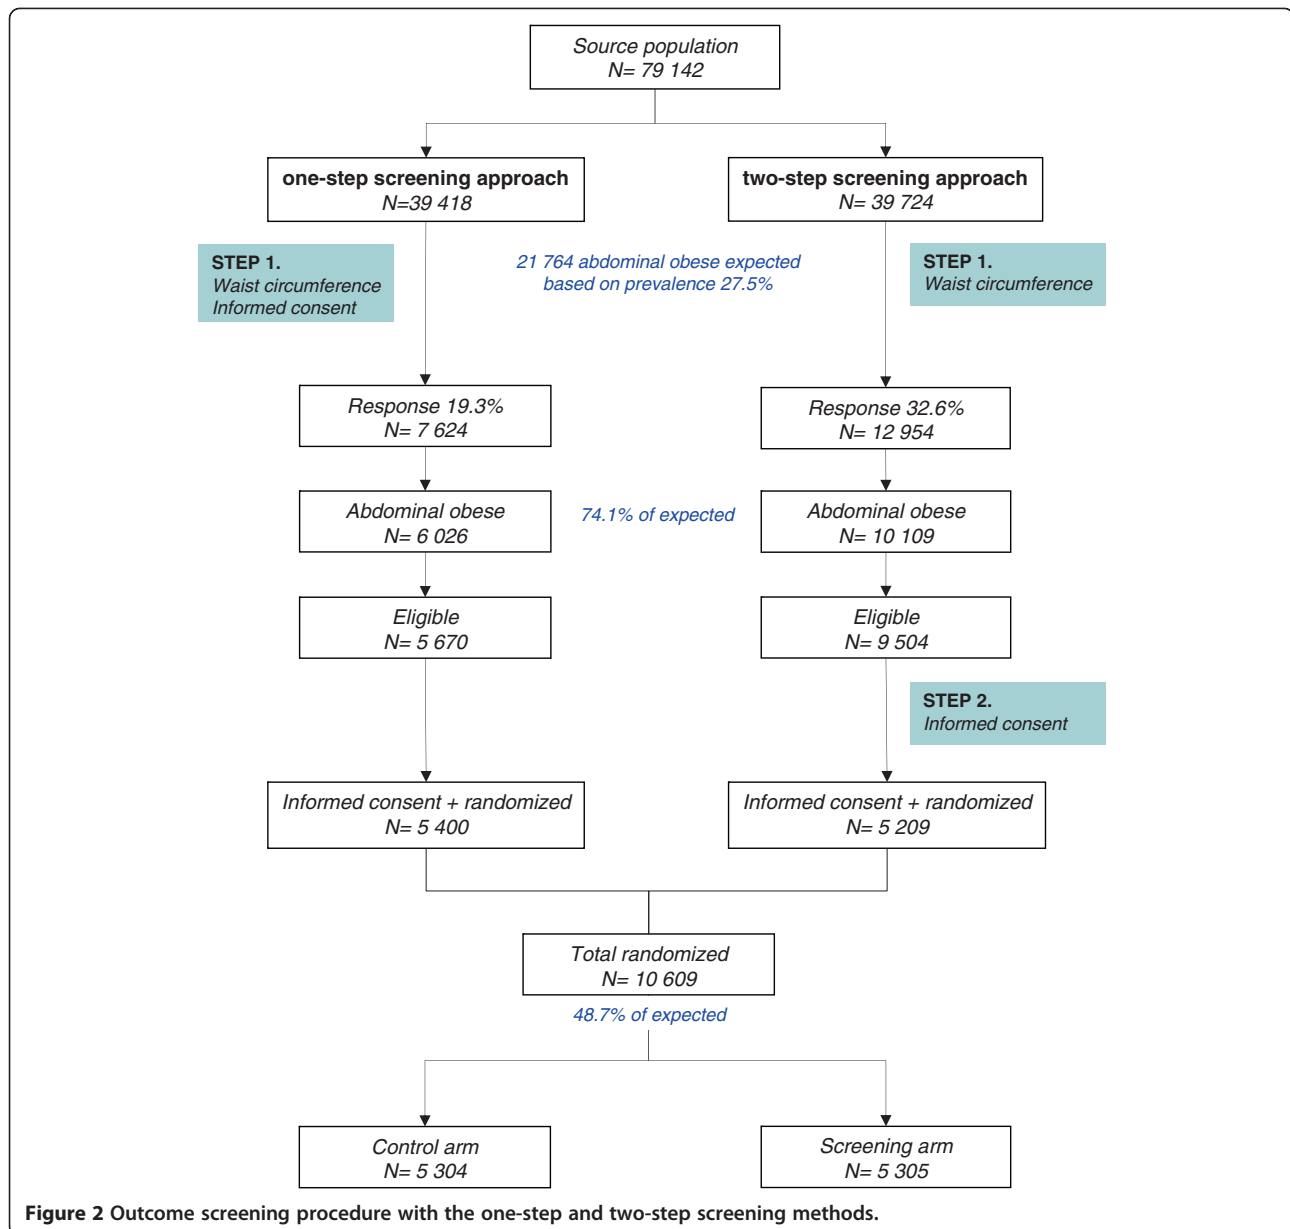 Source population
N= 79 142
one-step screening approach
N=39 418
two-step screening approach
N= 39 724
STEP 1.
Waist circumference
Informed consent
21 764 abdominal obese expected
based on prevalence 27.5%
STEP 1.
Waist circumference
Response 19.3%
N= 7 624
Response 32.6%
N= 12 954
Abdominal obese
N= 6 026
74.1% of expected
Abdominal obese
N= 10 109
Eligible
N= 5 670
Eligible
N= 9 504
STEP 2.
Informed consent
Informed consent + randomized
N= 5 400
Informed consent + randomized
N= 5 209
Total randomized
N= 10 609
48.7% of expected
Control arm
N= 5 304
Screening arm
N= 5 305
Figure 2 Outcome screening procedure with the one-step and two-step screening methods.